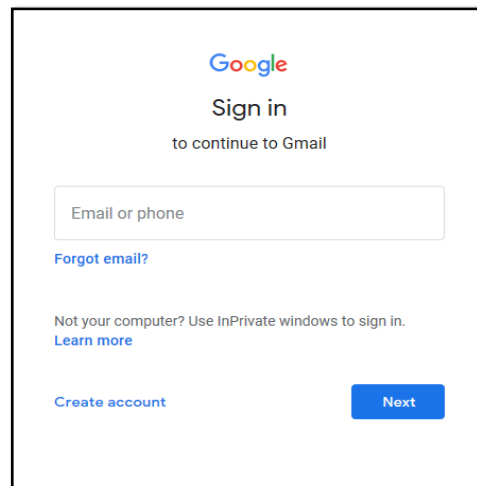 Google
Sign in
to continue to Gmail
Email or phone
Forgot email?
Not your computer? Use InPrivate windows to sign in.
Learn more
Create account
Next